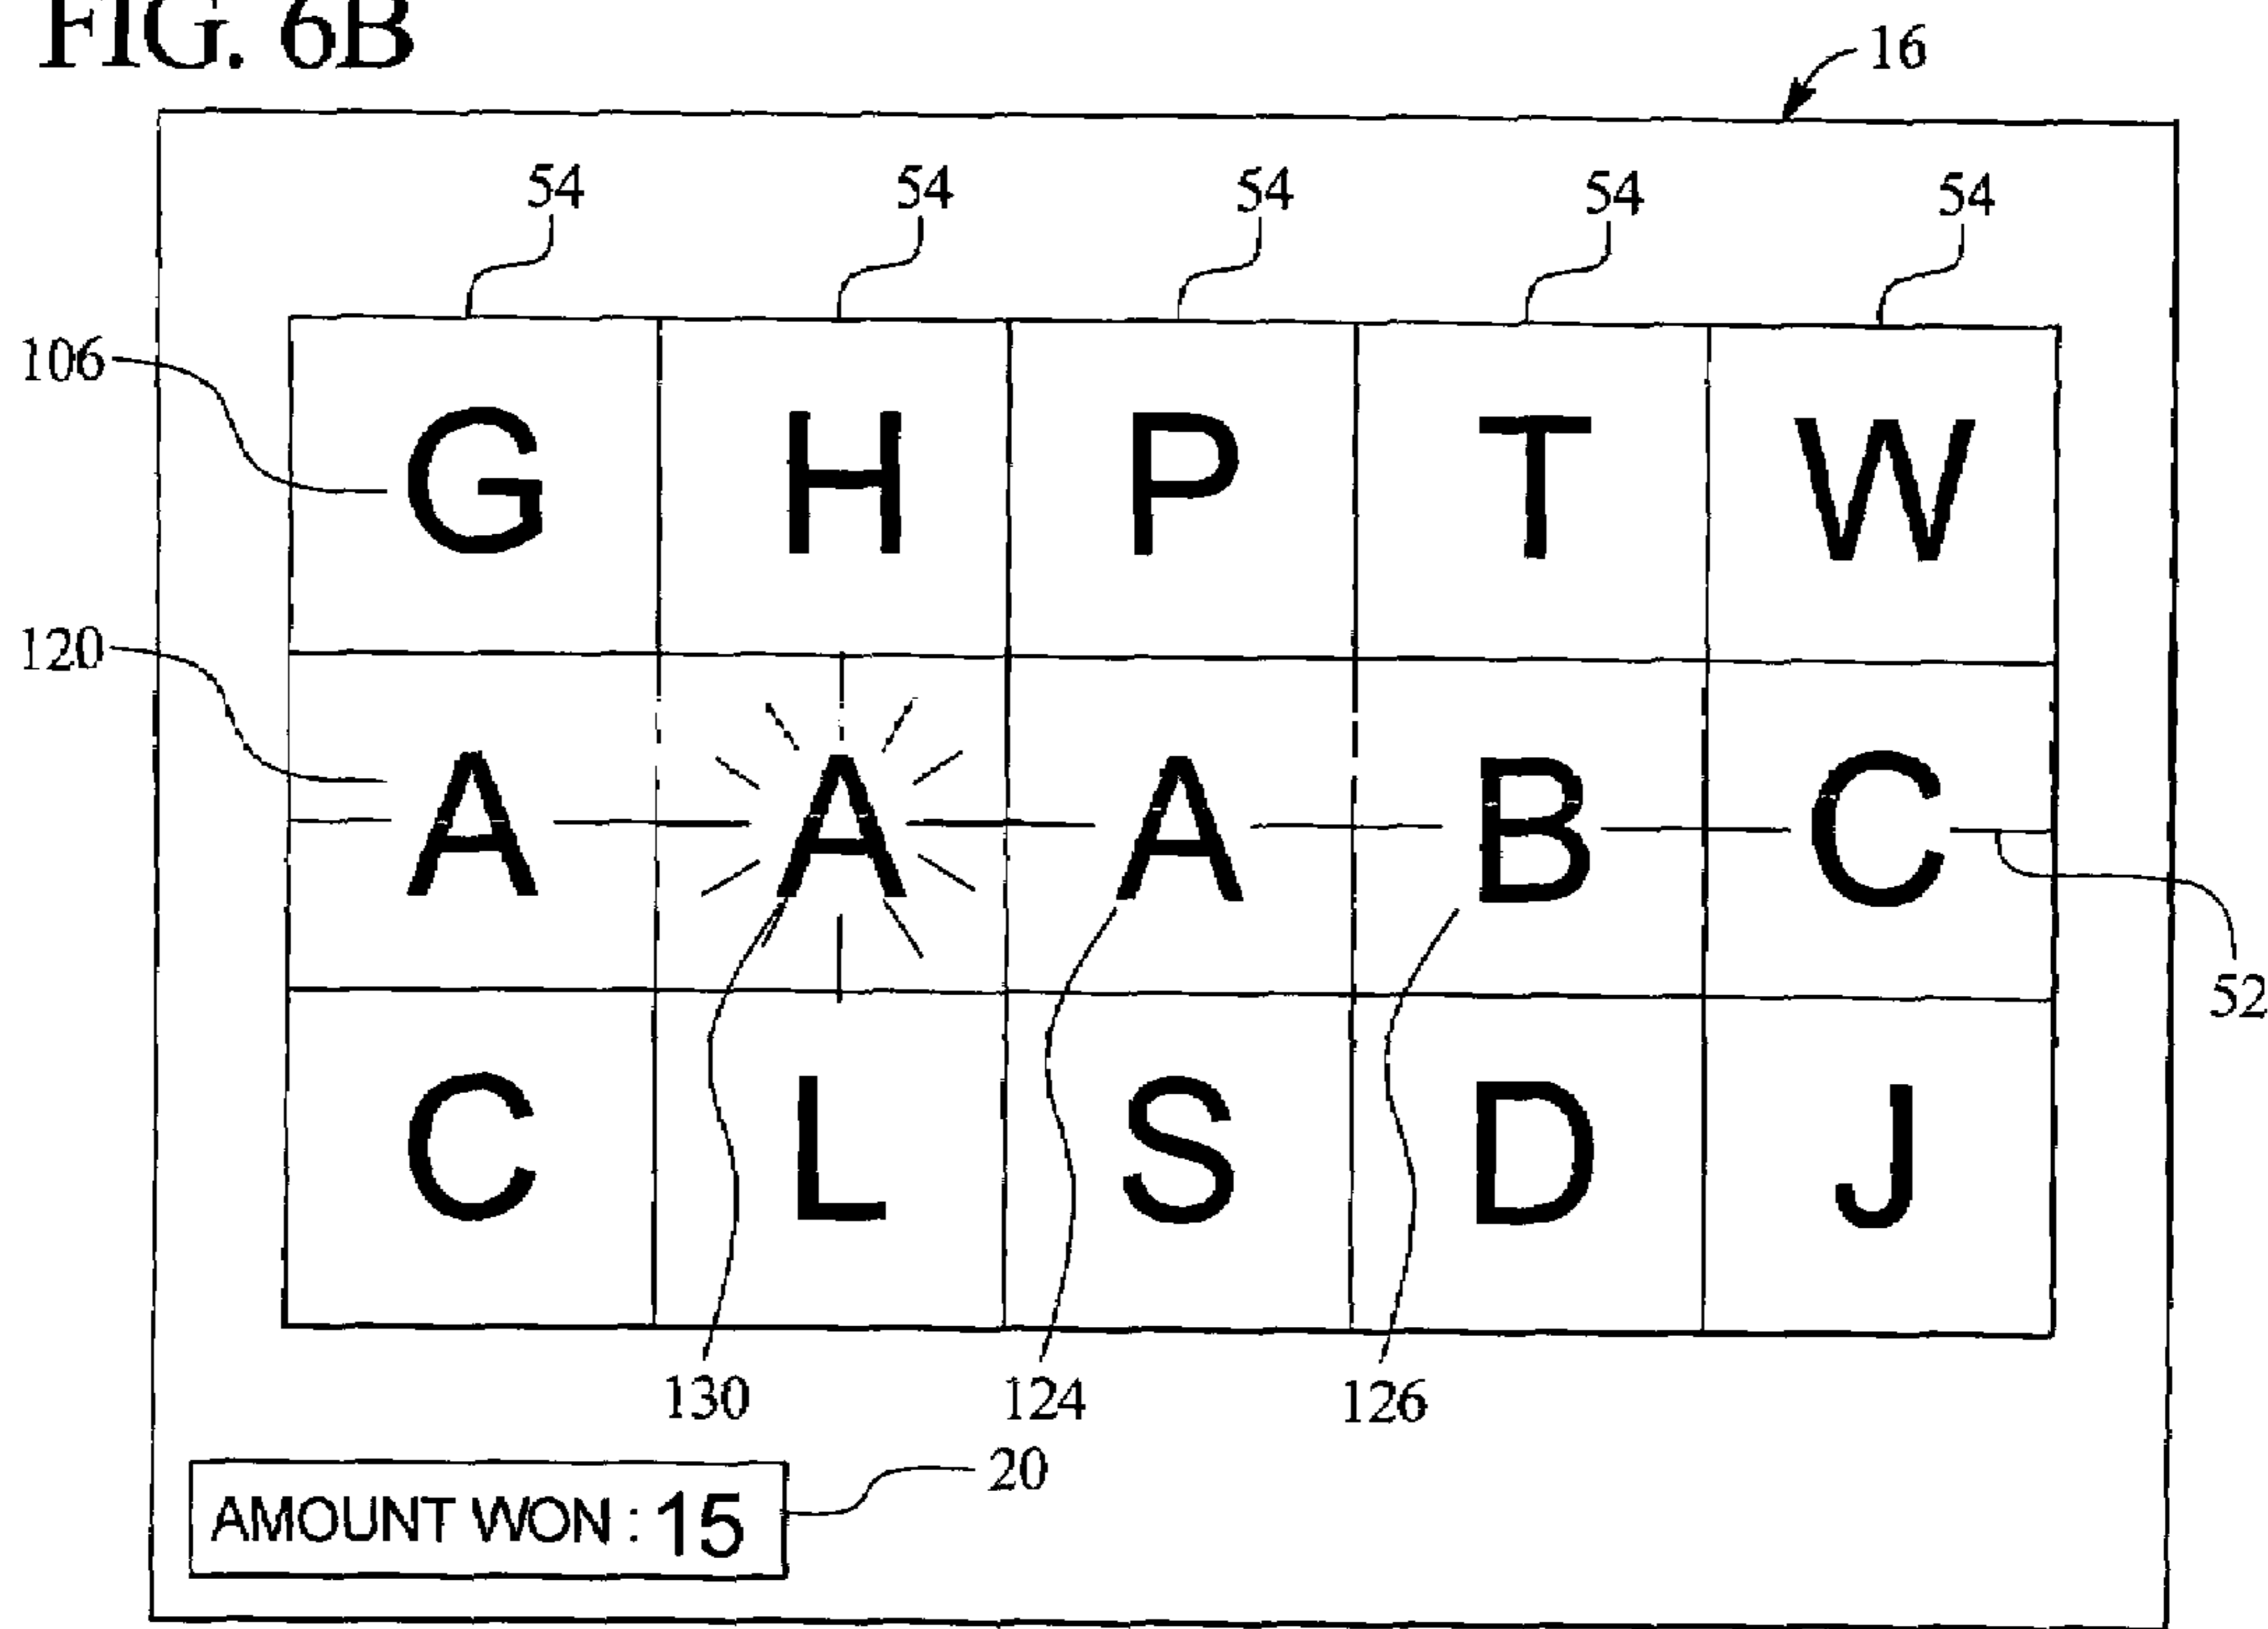 FIG. 6B
16
54 54 54 54 54
106
G H P T W
120
A A A B C
52
C L S D J
130 124 126
20
AMOUNT WON : 15